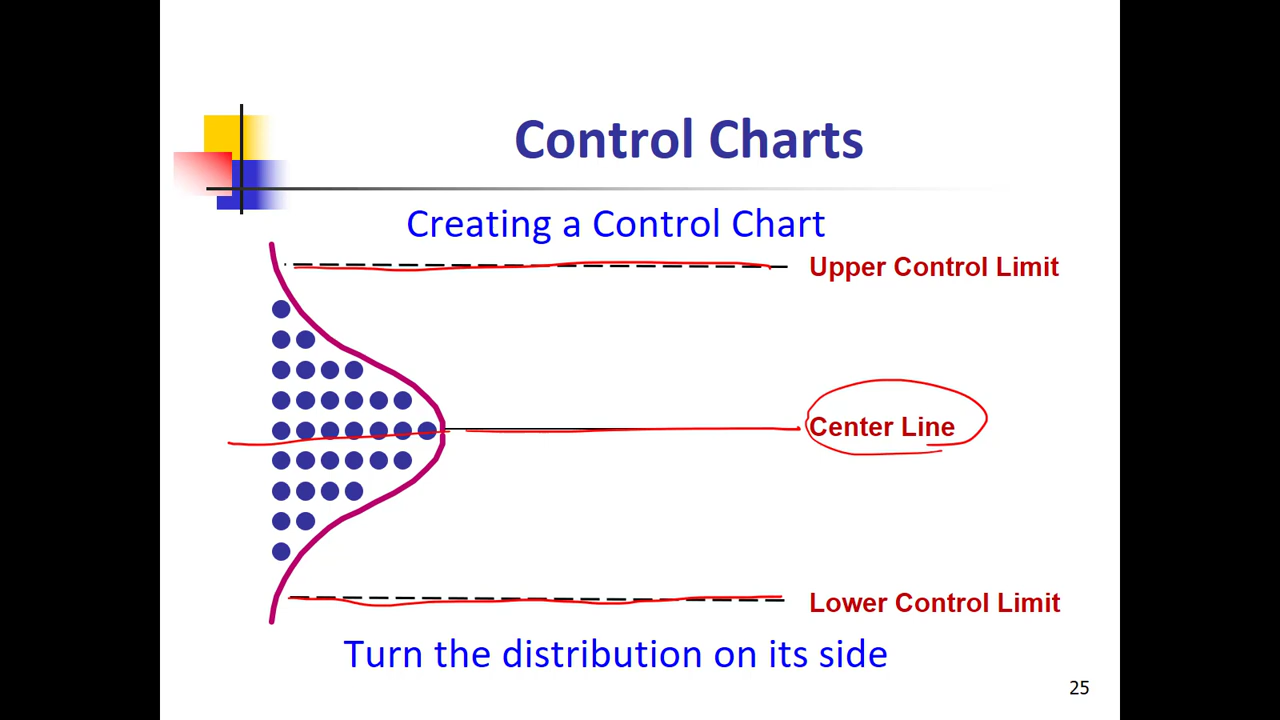 Control Charts
Creating a Control Chart
Upper Control Limit
Center Line
Lower Control Limit
Turn the distribution on its side
25